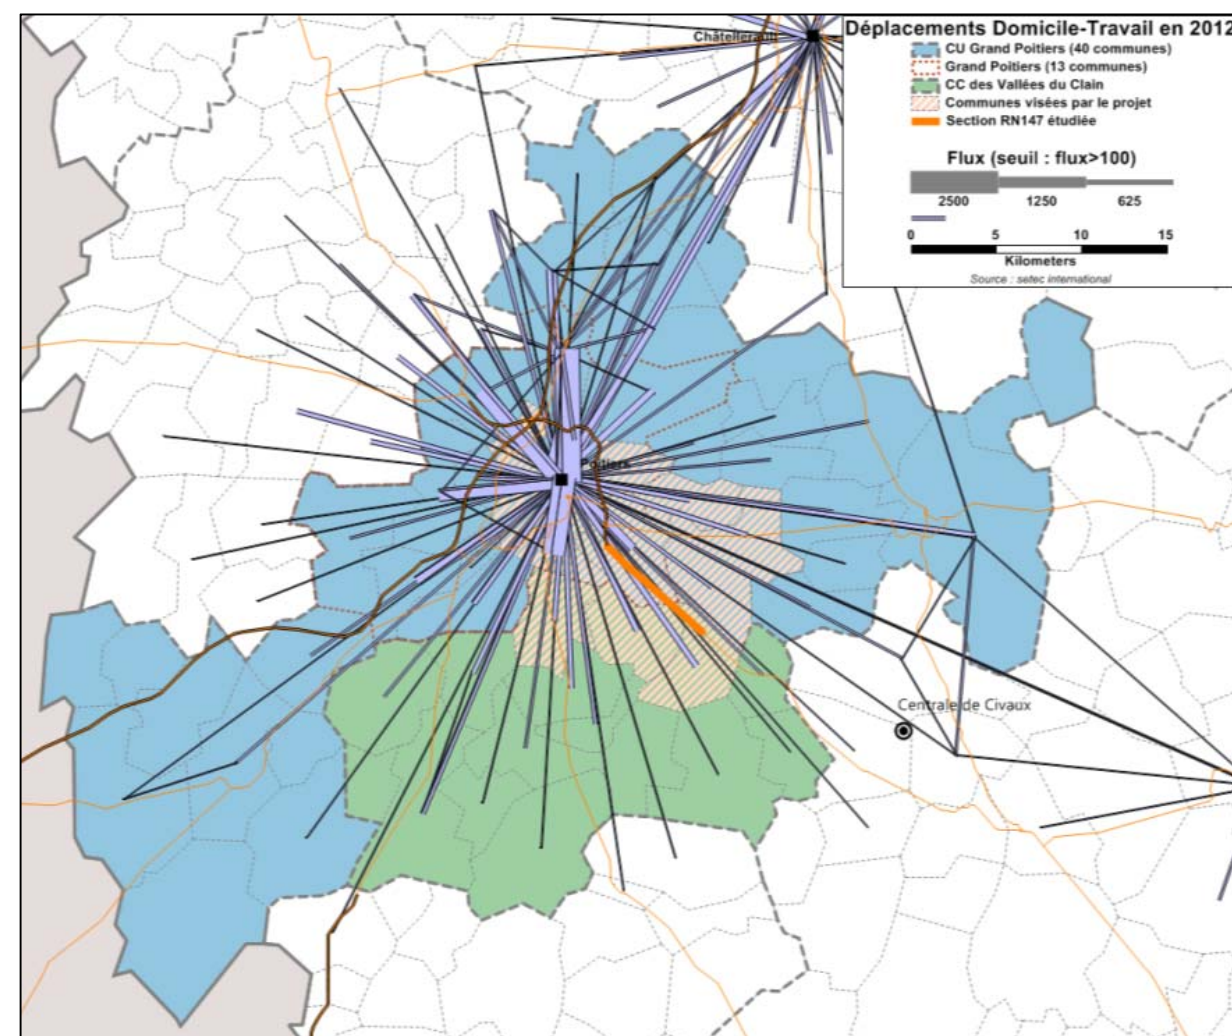 Déplacements Domicile-Travail en 2012
CU Grand Poitiers (40 communes)
Grand Poitiers (13 communes)
CC des Vallées du Clain
Communes visées par le projet
Section RN147 étudiée
Flux (seuil : flux>100)
2500 1250 625
0 5 10 15
Kilometers
Source : setec international
Châtellerault
Poitiers
Centrale de Civaux